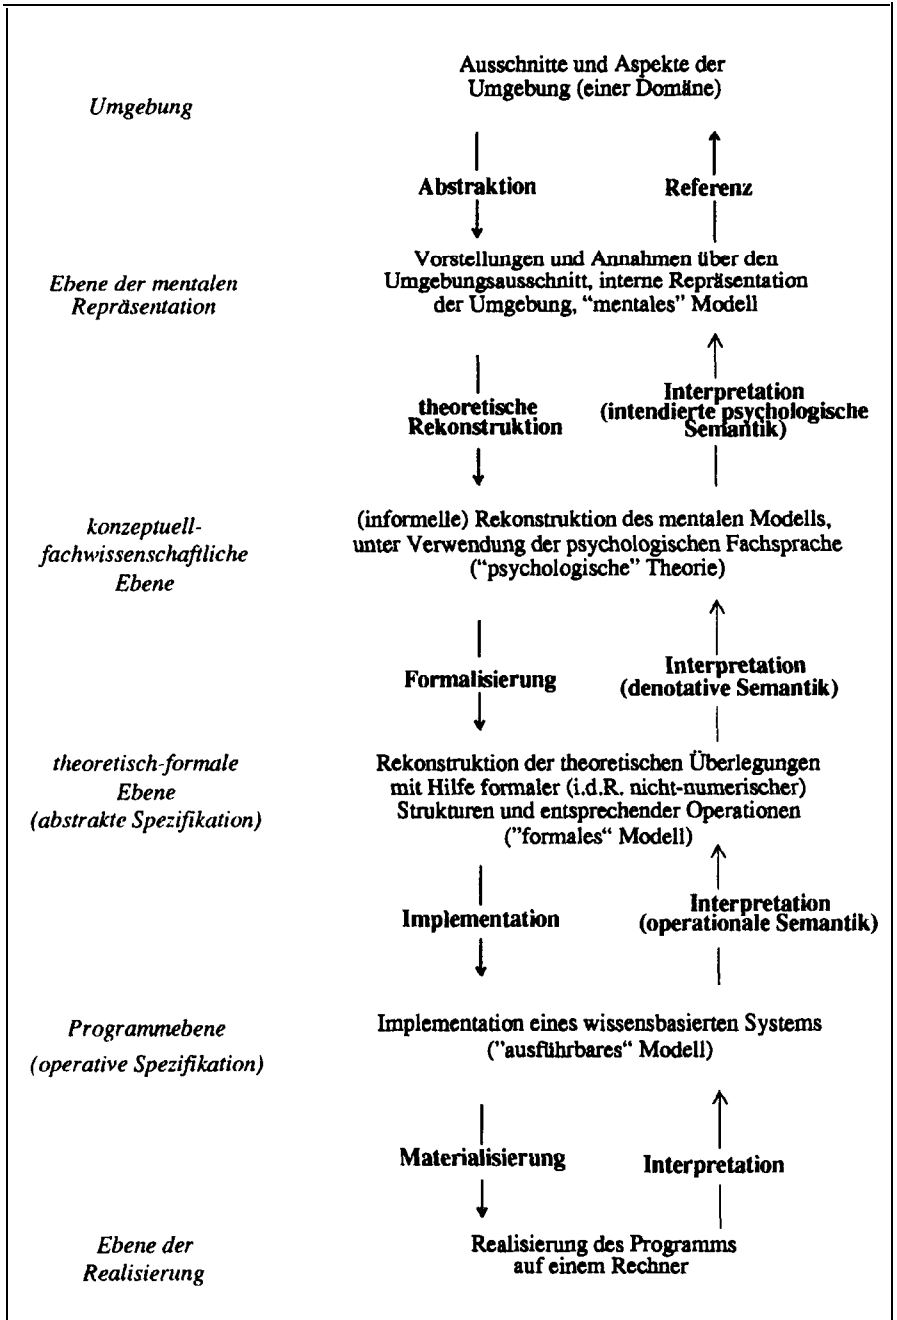 Ausschnitte und Aspekte der
Umgebung (einer Domäne)
Umgebung
Abstraktion
Referenz
Vorstellungen und Annahmen über den
Umgebungsausschnitt, interne Repräsentation
der Umgebung, “mentales” Modell
Ebene der mentalen
Repräsentation
theoretische
Rekonstruktion
Interpretation
(intendierte psychologische
Semantik)
(informelle) Rekonstruktion des mentalen Modells,
unter Verwendung der psychologischen Fachsprache
(“psychologische” Theorie)
konzeptuell-
fachwissenschaftliche
Ebene
Formalisierung
Interpretation
(denotative Semantik)
theoretisch-formale
Ebene
(abstrakte Spezifikation)
Rekonstruktion der theoretischen Überlegungen
mit Hilfe formaler (i.d.R. nicht-numerischer)
Strukturen und entsprechender Operationen
(”formales“ Modell)
Implementation
Interpretation
(operationale Semantik)
Programmebene
(operative Spezifikation)
Implementation eines wissensbasierten Systems
(”ausführbares“ Modell)
Materialisierung
Interpretation
Ebene der
Realisierung
Realisierung des Programms
auf einem Rechner